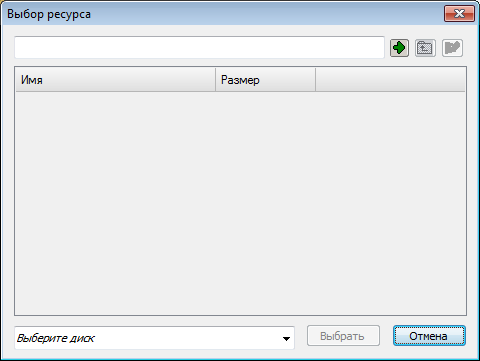 Выбор ресурса
Имя Размер
Выберите диск Выбрать Отмена